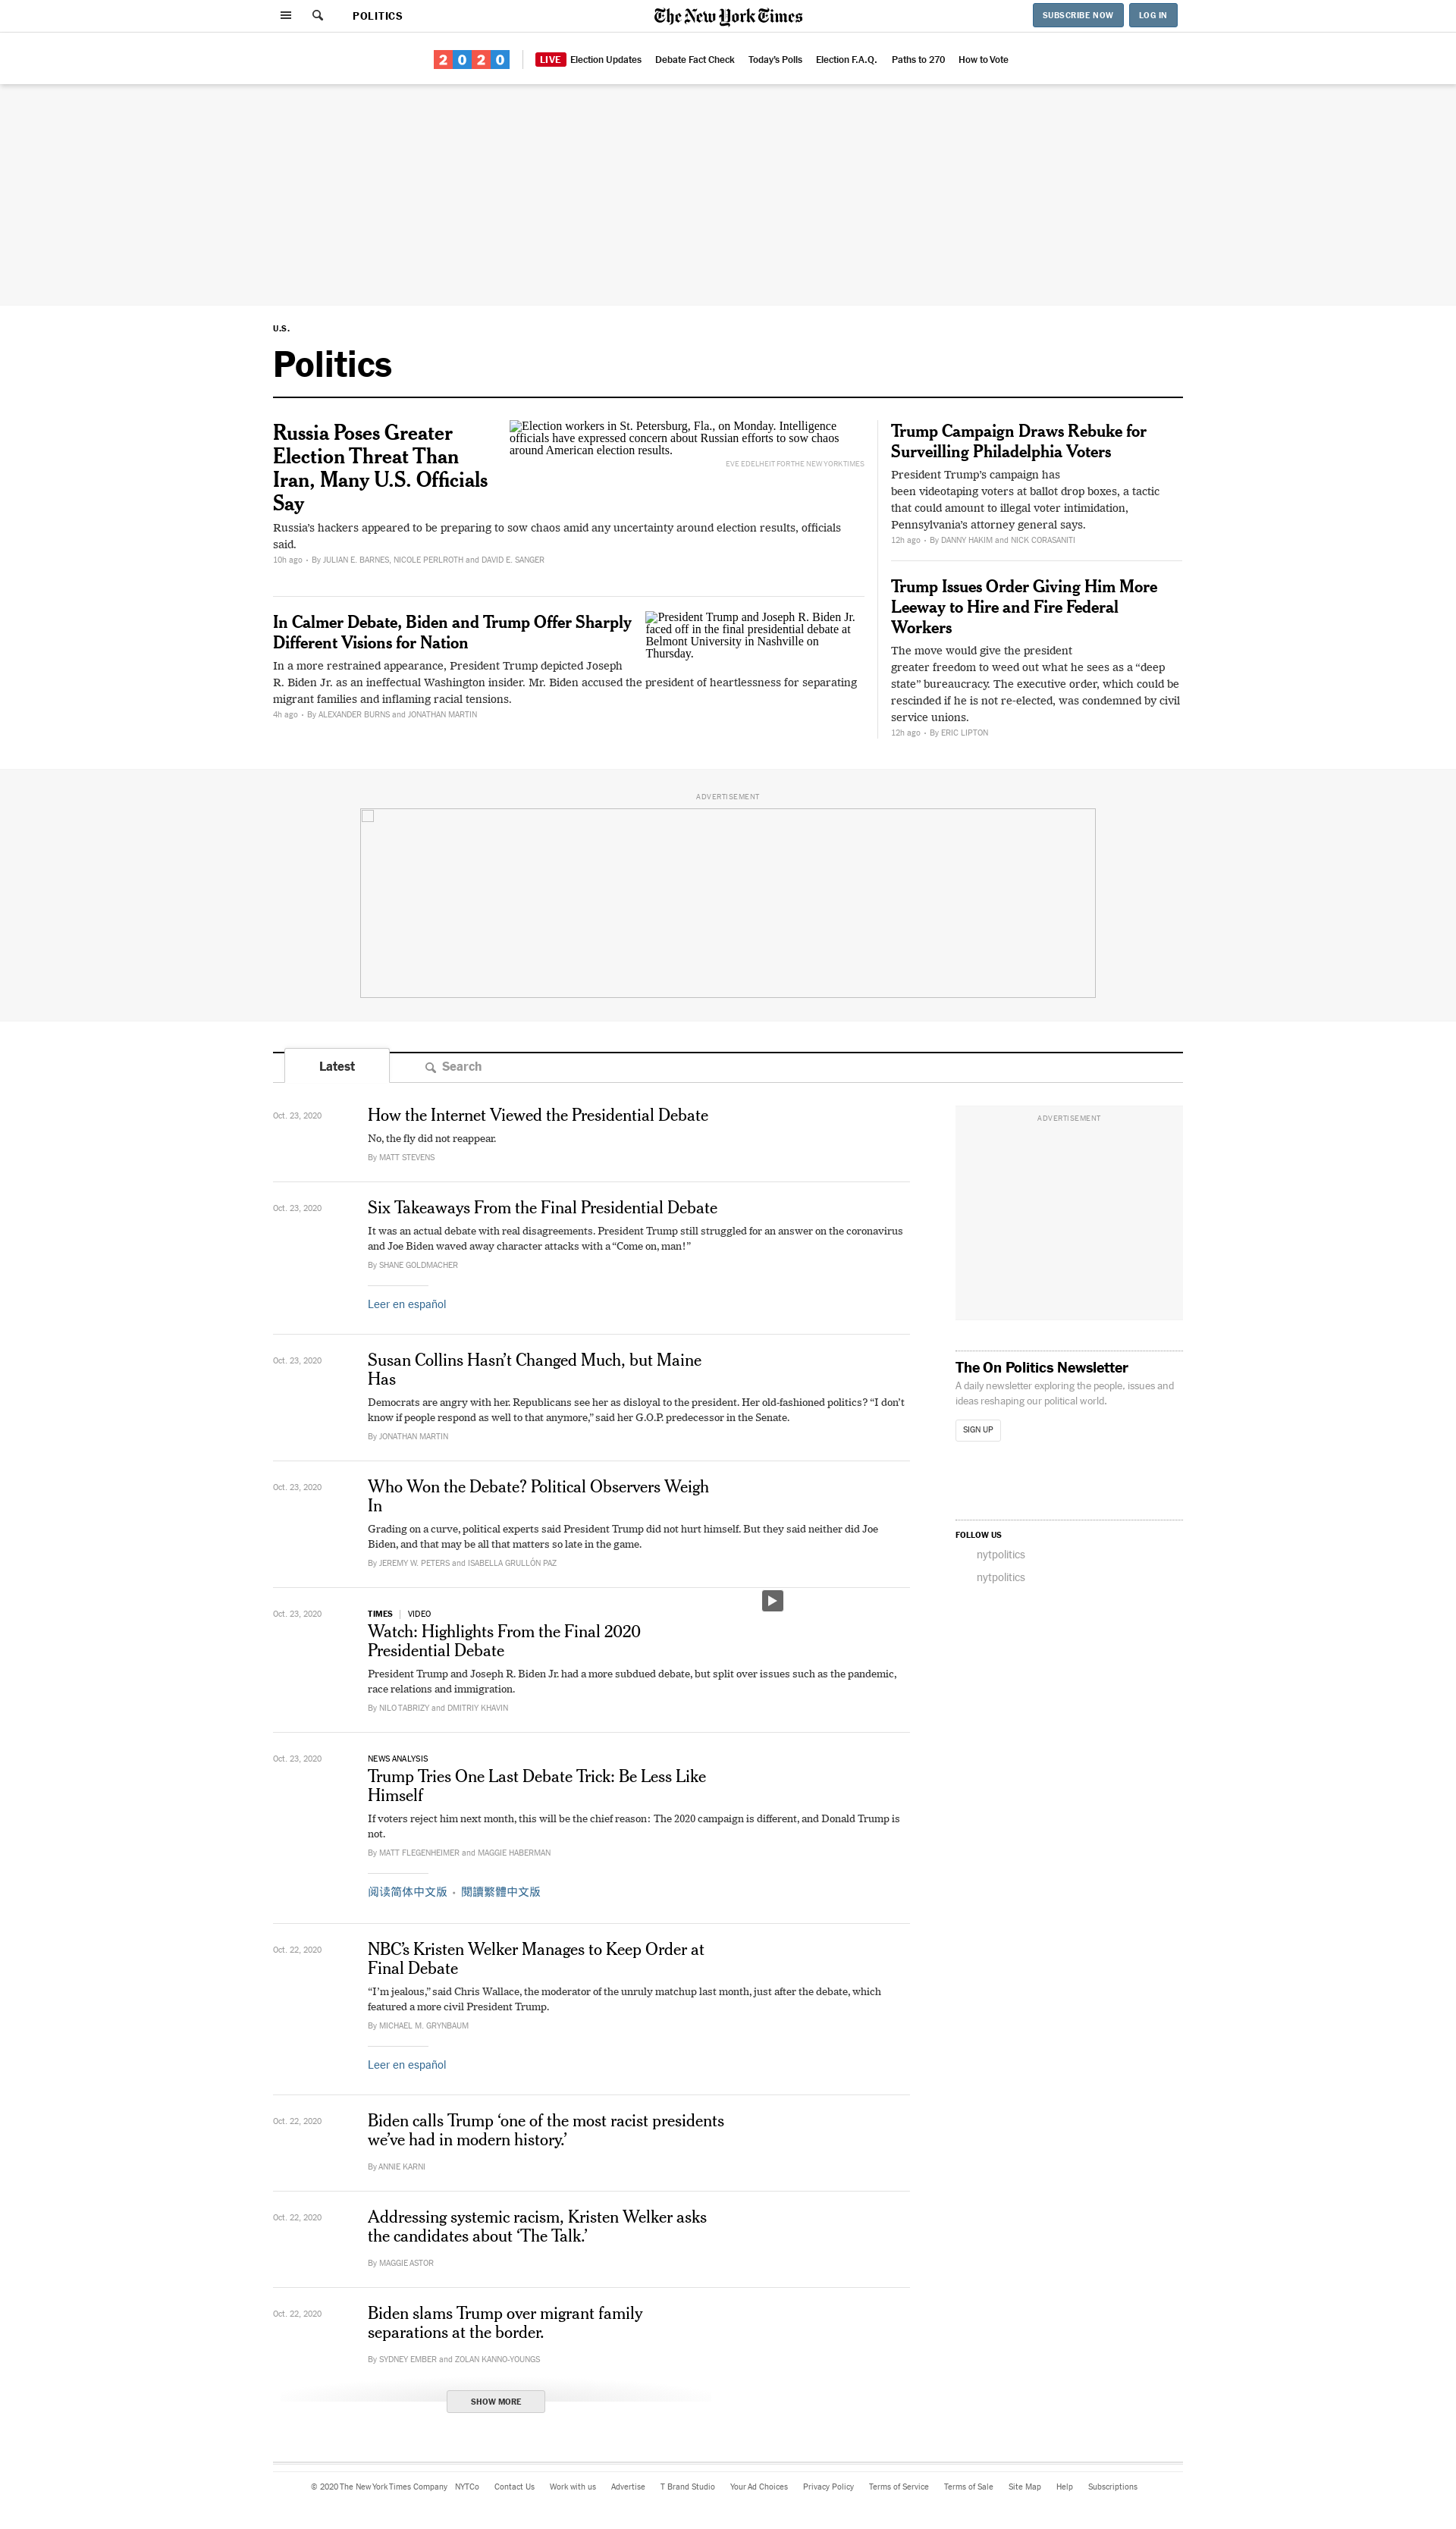 POLITICS
The New York Times
SUBSCRIBE NOW
LOG IN
2020
LIVE Election Updates
Debate Fact Check
Today's Polls
Election F.A.Q.
Paths to 270
How to Vote
U.S.
Politics
Russia Poses Greater
Election Threat Than
Iran, Many U.S. Officials
Say
Election workers in St. Petersburg, Fla., on Monday. Intelligence
officials have expressed concern about Russian efforts to sow chaos
around American election results.
EVE EDELHEIT FOR THE NEW YORK TIMES
Russia’s hackers appeared to be preparing to sow chaos amid any uncertainty around election results, officials
said.
10h ago • By JULIAN E. BARNES, NICOLE PERLROTH and DAVID E. SANGER
In Calmer Debate, Biden and Trump Offer Sharply
Different Visions for Nation
President Trump and Joseph R. Biden Jr.
faced off in the final presidential debate at
Belmont University in Nashville on
Thursday.
In a more restrained appearance, President Trump depicted Joseph
R. Biden Jr. as an ineffectual Washington insider. Mr. Biden accused the president of heartlessness for separating
migrant families and inflaming racial tensions.
4h ago • By ALEXANDER BURNS and JONATHAN MARTIN
Trump Campaign Draws Rebuke for
Surveilling Philadelphia Voters
President Trump’s campaign has
been videotaping voters at ballot drop boxes, a tactic
that could amount to illegal voter intimidation,
Pennsylvania’s attorney general says.
12h ago • By DANNY HAKIM and NICK CORASANITI
Trump Issues Order Giving Him More
Leeway to Hire and Fire Federal
Workers
The move would give the president
greater freedom to weed out what he sees as a “deep
state” bureaucracy. The executive order, which could be
rescinded if he is not re-elected, was condemned by civil
service unions.
12h ago • By ERIC LIPTON
ADVERTISEMENT
Latest
Search
Oct. 23, 2020
How the Internet Viewed the Presidential Debate
No, the fly did not reappear.
By MATT STEVENS
Oct. 23, 2020
Six Takeaways From the Final Presidential Debate
It was an actual debate with real disagreements. President Trump still struggled for an answer on the coronavirus
and Joe Biden waved away character attacks with a “Come on, man!”
By SHANE GOLDMACHER
Leer en español
Oct. 23, 2020
Susan Collins Hasn’t Changed Much, but Maine
Has
Democrats are angry with her. Republicans see her as disloyal to the president. Her old-fashioned politics? “I don’t
know if people respond as well to that anymore,” said her G.O.P. predecessor in the Senate.
By JONATHAN MARTIN
Oct. 23, 2020
Who Won the Debate? Political Observers Weigh
In
Grading on a curve, political experts said President Trump did not hurt himself. But they said neither did Joe
Biden, and that may be all that matters so late in the game.
By JEREMY W. PETERS and ISABELLA GRULLÓN PAZ
Oct. 23, 2020
TIMES | VIDEO
Watch: Highlights From the Final 2020
Presidential Debate
President Trump and Joseph R. Biden Jr. had a more subdued debate, but split over issues such as the pandemic,
race relations and immigration.
By NILO TABRIZY and DMITRIY KHAVIN
Oct. 23, 2020
NEWS ANALYSIS
Trump Tries One Last Debate Trick: Be Less Like
Himself
If voters reject him next month, this will be the chief reason: The 2020 campaign is different, and Donald Trump is
not.
By MATT FLEGENHEIMER and MAGGIE HABERMAN
阅读简体中文版 • 閱讀繁體中文版
Oct. 22, 2020
NBC’s Kristen Welker Manages to Keep Order at
Final Debate
“I’m jealous,” said Chris Wallace, the moderator of the unruly matchup last month, just after the debate, which
featured a more civil President Trump.
By MICHAEL M. GRYNBAUM
Leer en español
Oct. 22, 2020
Biden calls Trump ‘one of the most racist presidents
we’ve had in modern history.’
By ANNIE KARNI
Oct. 22, 2020
Addressing systemic racism, Kristen Welker asks
the candidates about ‘The Talk.’
By MAGGIE ASTOR
Oct. 22, 2020
Biden slams Trump over migrant family
separations at the border.
By SYDNEY EMBER and ZOLAN KANNO-YOUNGS
SHOW MORE
ADVERTISEMENT
The On Politics Newsletter
A daily newsletter exploring the people, issues and
ideas reshaping our political world.
SIGN UP
FOLLOW US
nytpolitics
nytpolitics
© 2020 The New York Times Company NYTCo Contact Us Work with us Advertise T Brand Studio Your Ad Choices Privacy Policy Terms of Service Terms of Sale Site Map Help Subscriptions